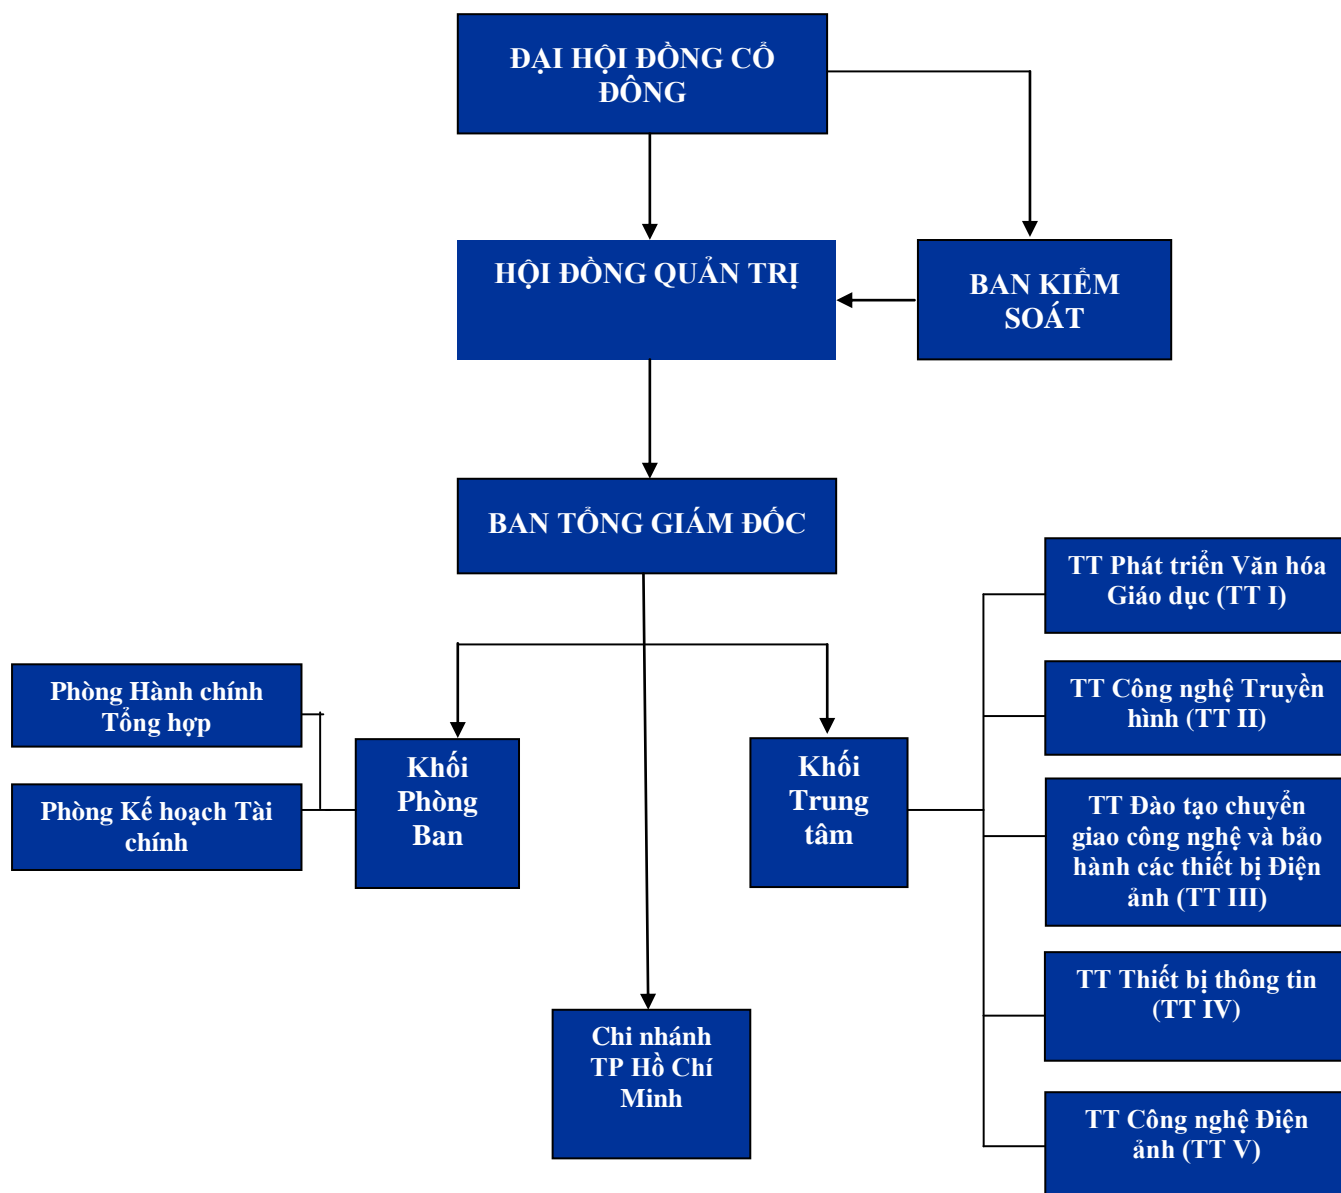 ĐẠI HỘI ĐỒNG CỔ
ĐÔNG
HỘI ĐỒNG QUẢN TRỊ
BAN KIỂM
SOÁT
BAN TỔNG GIÁM ĐỐC
TT Phát triển Văn hóa
Giáo dục (TT I)
Phòng Hành chính
Tổng hợp
TT Công nghệ Truyền
hình (TT II)
Khối
Phòng
Ban
Khối
Trung
tâm
Phòng Kế hoạch Tài
chính
TT Đào tạo chuyển
giao công nghệ và bảo
hành các thiết bị Điện
ảnh (TT III)
TT Thiết bị thông tin
(TT IV)
Chi nhánh
TP Hồ Chí
Minh
TT Công nghệ Điện
ảnh (TT V)